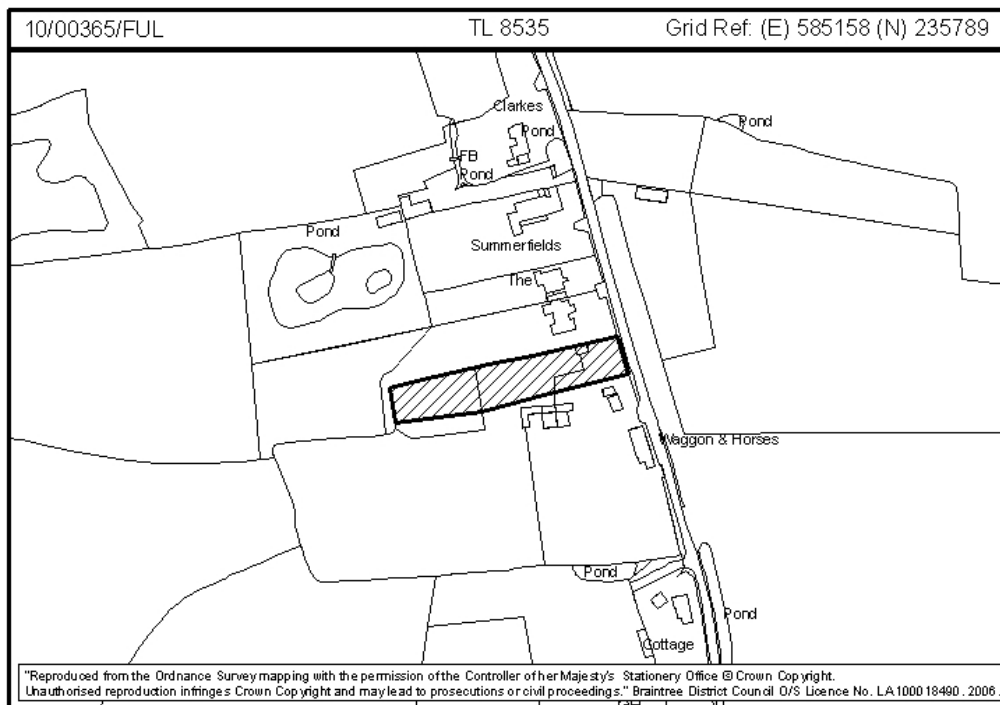 10/00365/FUL TL 8535 Grid Ref: (E) 585158 (N) 235789
Clarkes
Pond
Pond
FB
Pond
Pond
Summerfields
The
Waggon & Horses
Pond
Pond
Cottage
"Reproduced from the Ordnance Survey mapping with the permission of the Controller of her Majesty's Stationery Office © Crown Copyright.
Unauthorised reproduction infringes Crown Copyright and may lead to prosecutions or civil proceedings." Braintree District Council O/S Licence No. LA 100018490. 2006.